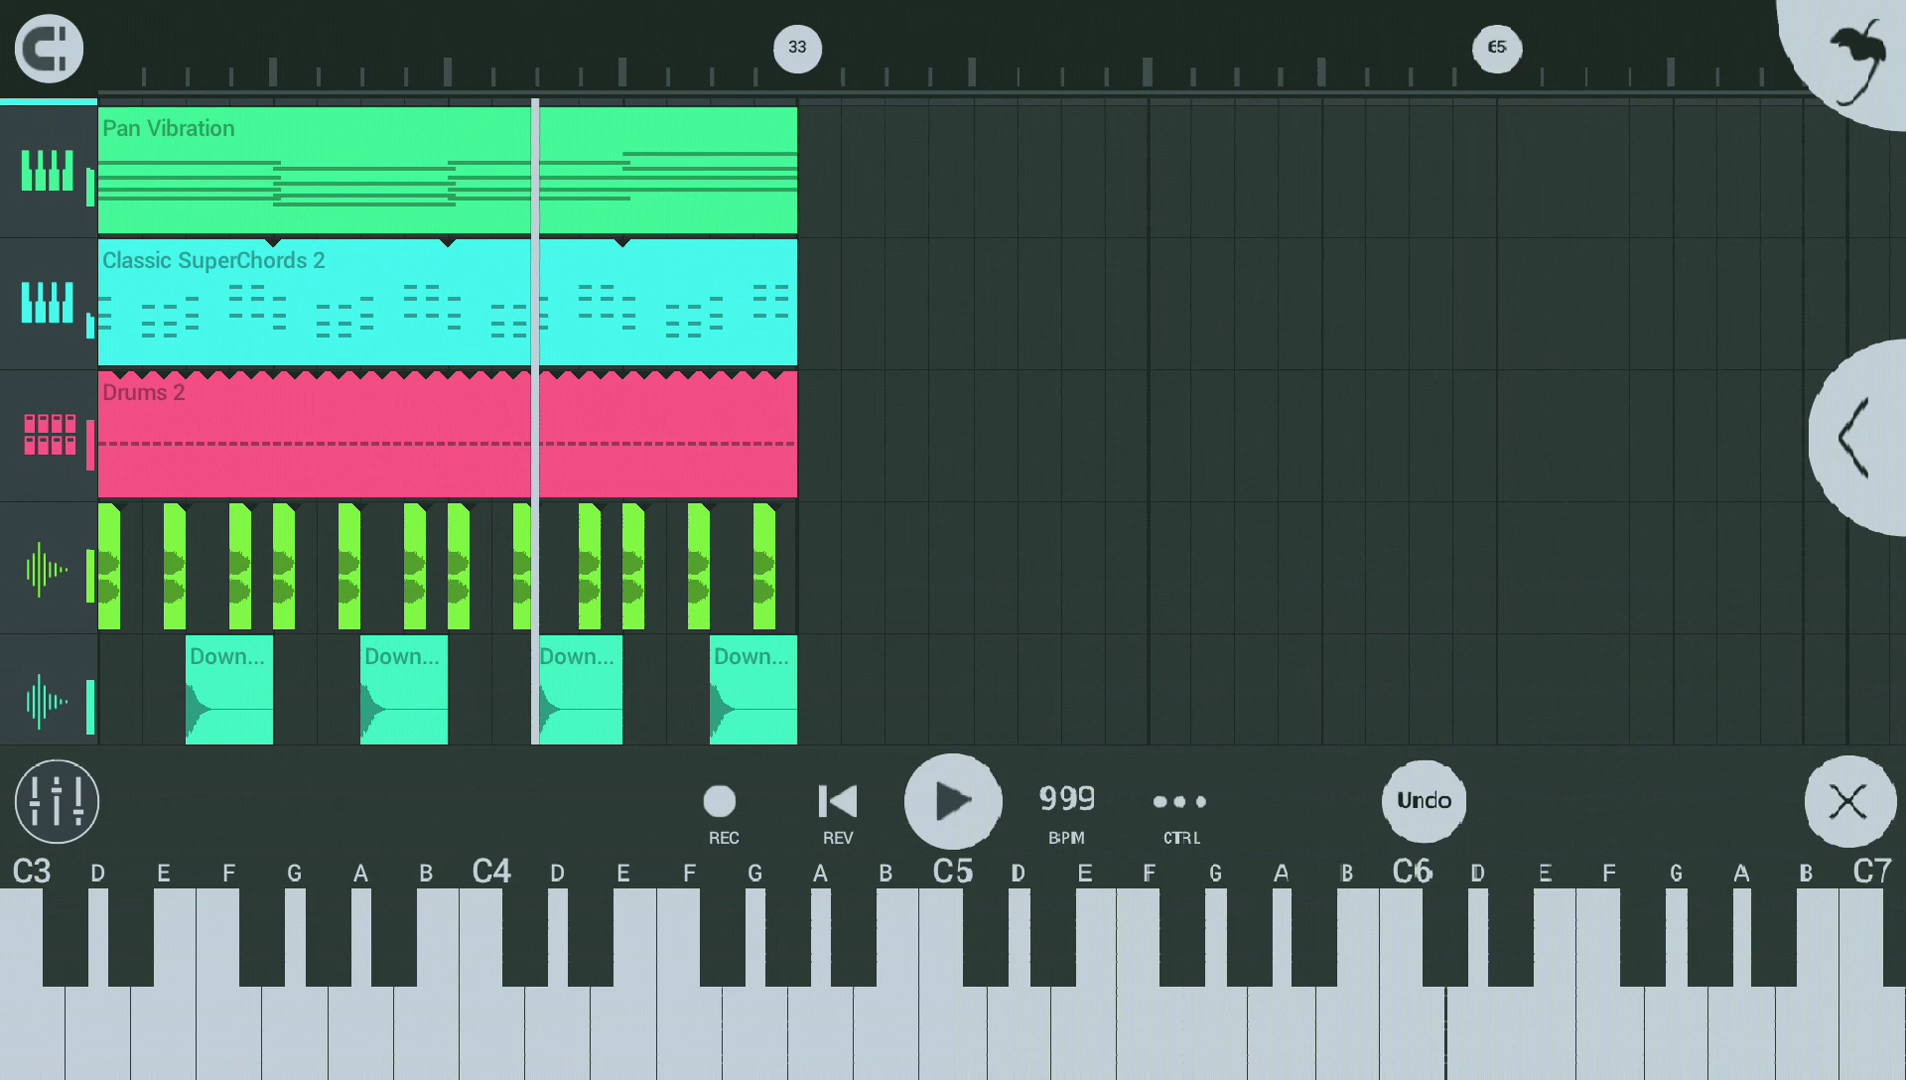 33
65
Pan Vibration
Classic SuperChords 2
Drums 2
Down... Down... Down... Down...
999
Undo
REC REV BPM CTRL
C3 D E F G A B C4 D E F G A B C5 D E F G A B C6 D E F G A B C7